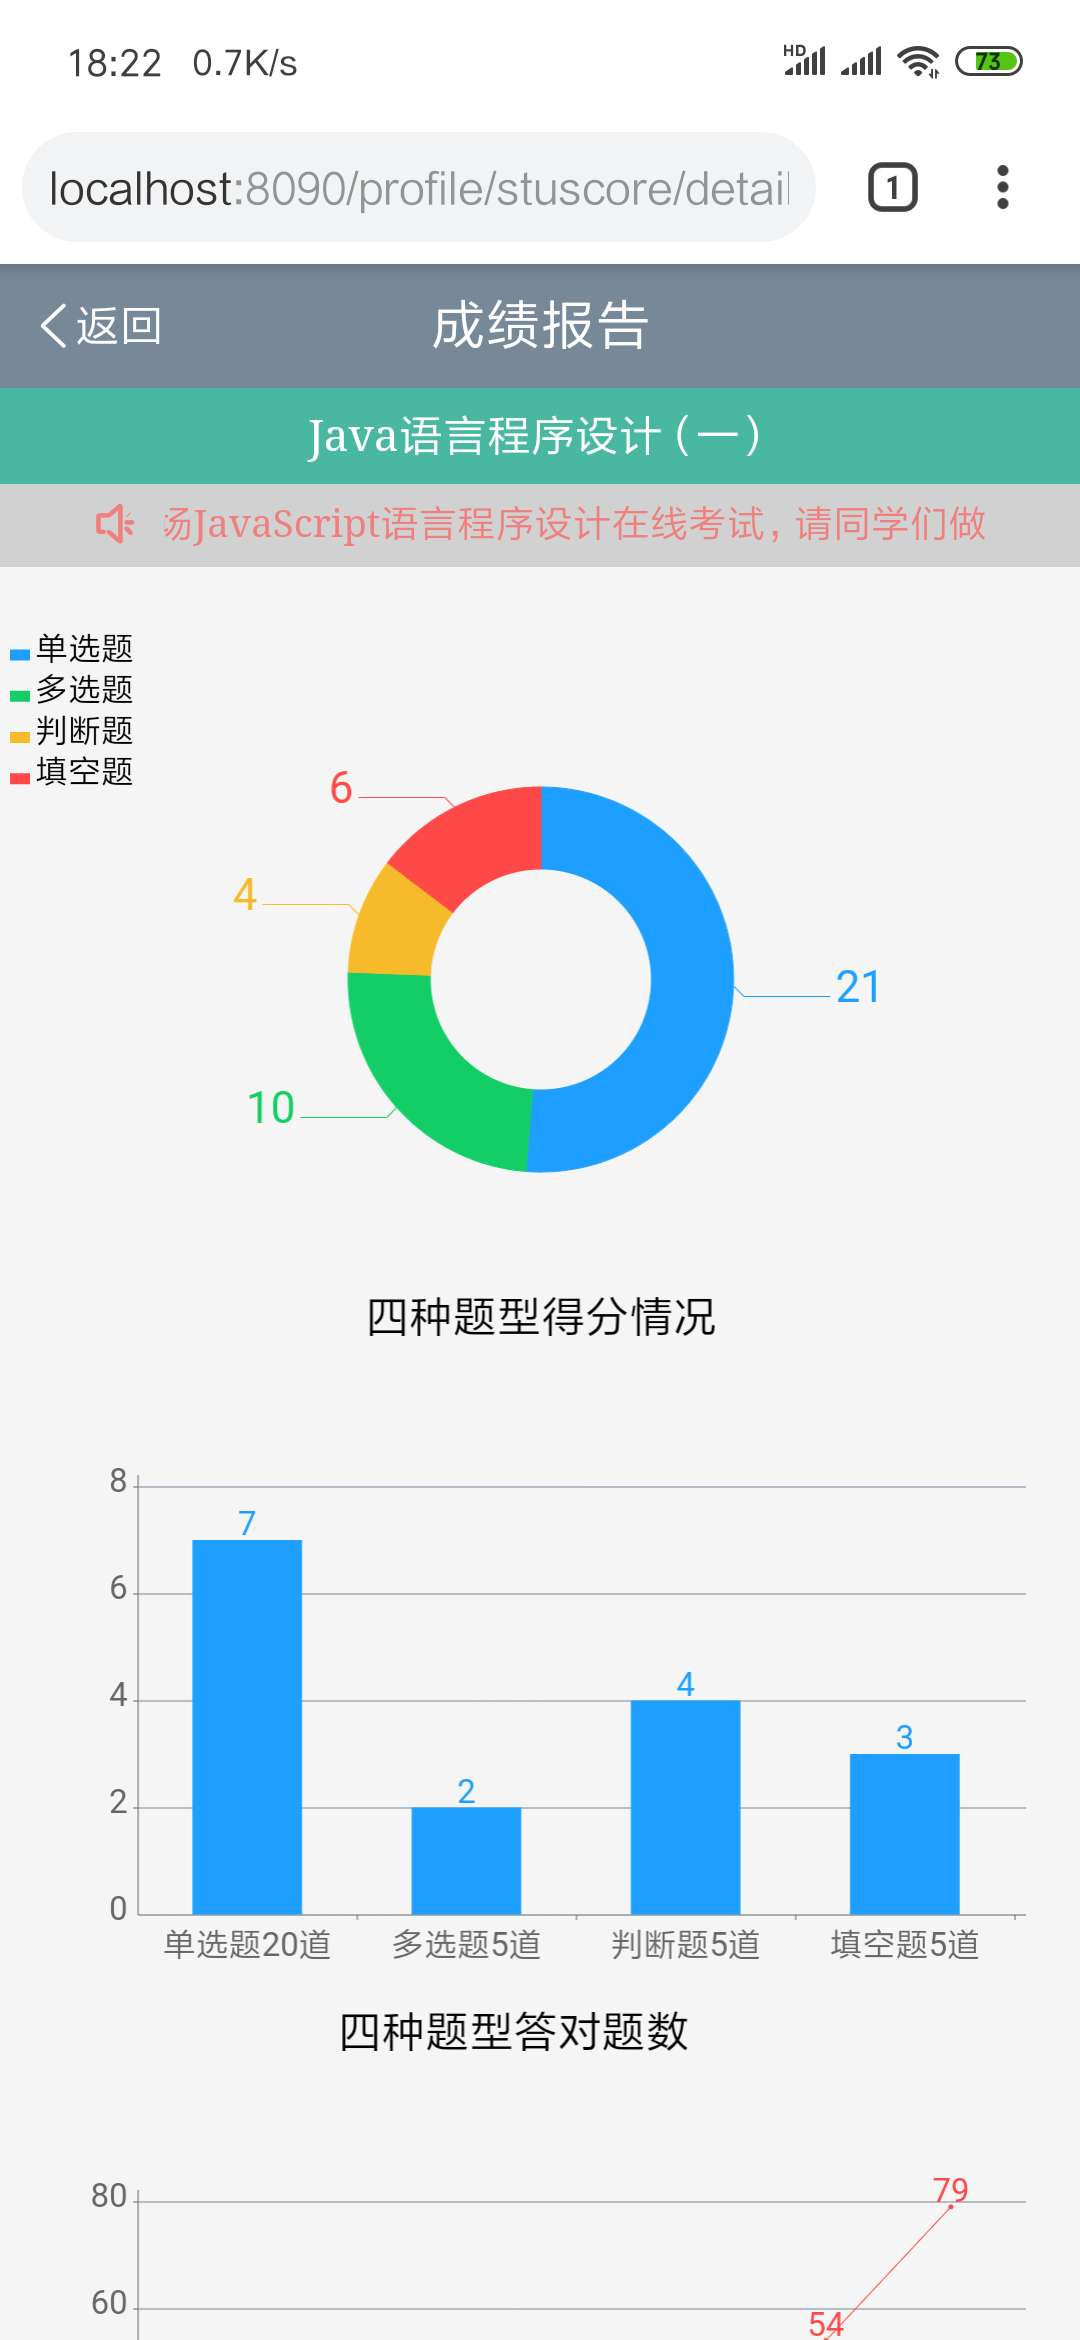 18:22 0.7K/s HD 73
localhost:8090/profile/stuscore/detail
1
返回 成绩报告
Java语言程序设计（一）
JavaScript语言程序设计在线考试，请同学们做
单选题
多选题
判断题
填空题
6
4
21
10
四种题型得分情况
8
7
6
4
4
3
2
2
0
单选题20道 多选题5道 判断题5道 填空题5道
四种题型答对题数
80
79
60
54